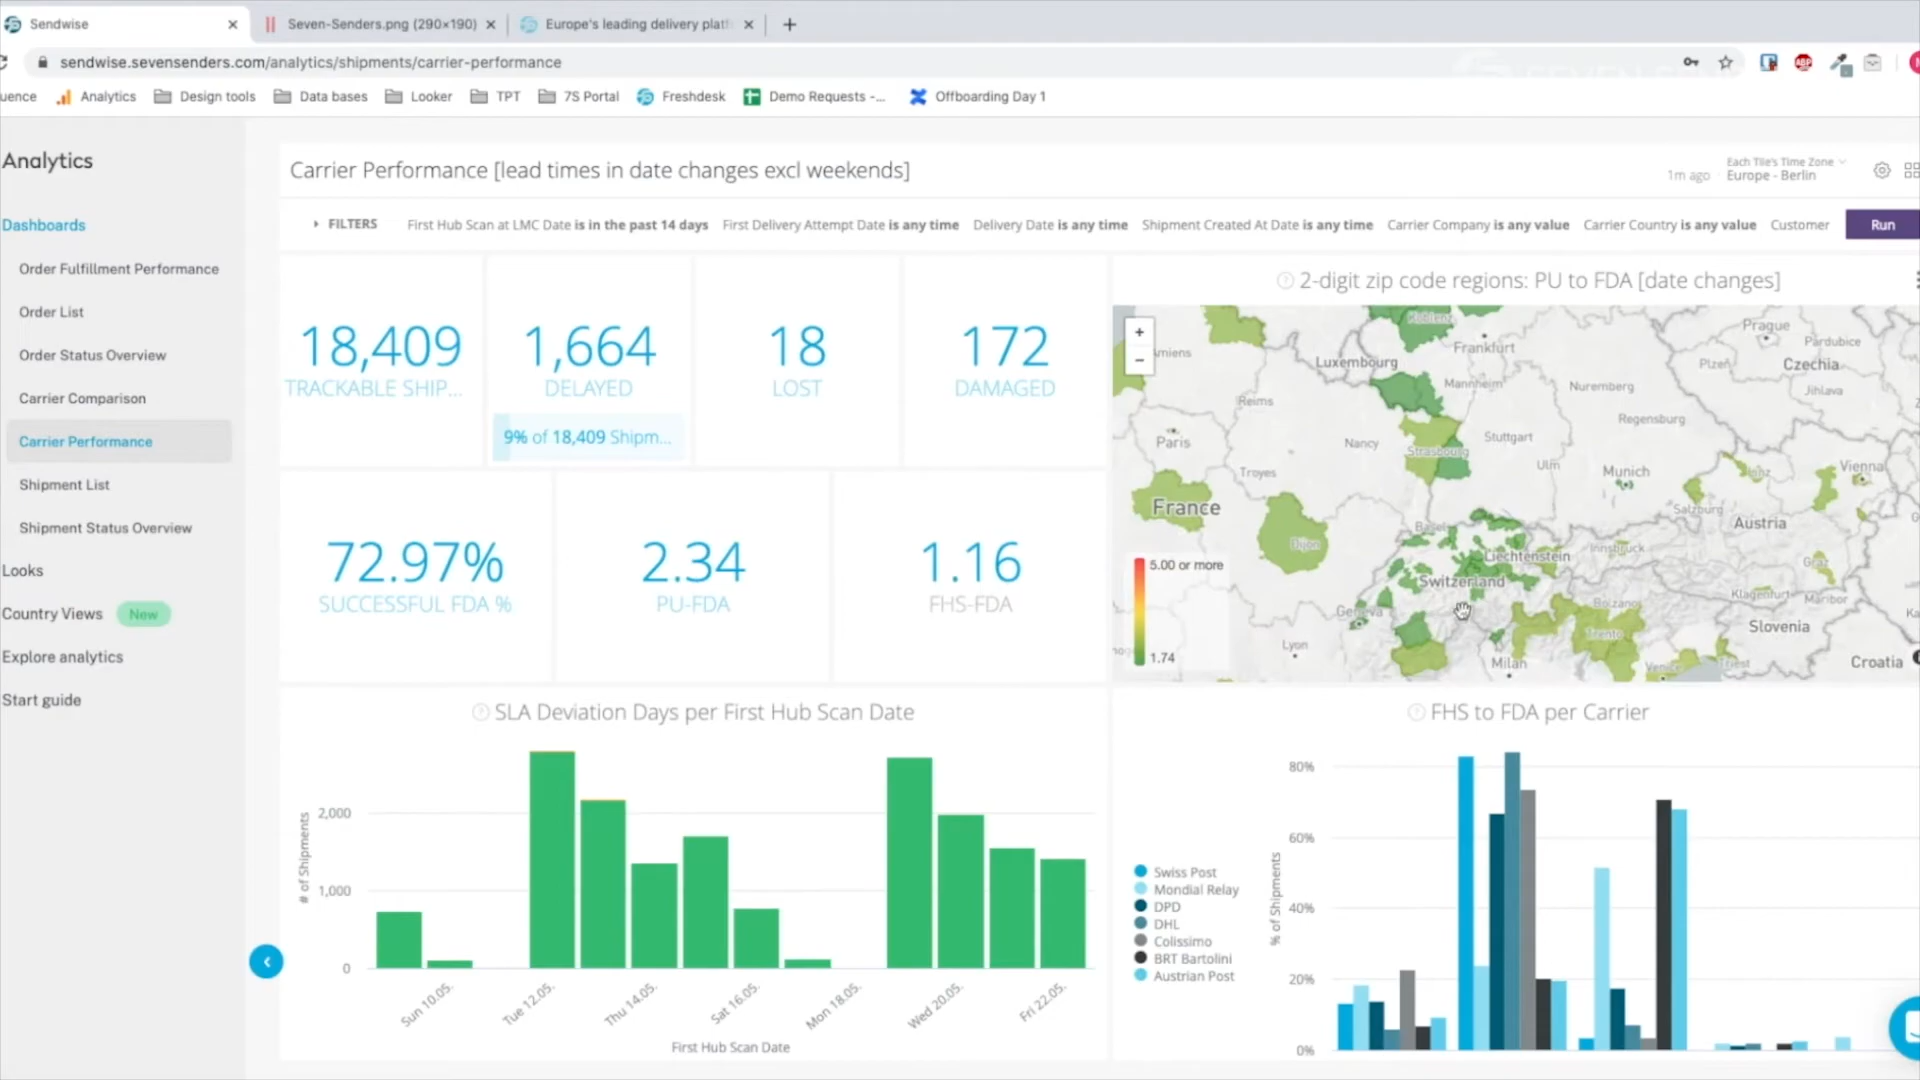 Sendwise
Seven-Senders.png (290×190)
Europe's leading delivery platf
sendwise.sevensenders.com/analytics/shipments/carrier-performance
uence
Analytics
Design tools
Data bases
Looker
TPT
7S Portal
Freshdesk
Demo Requests -...
Offboarding Day 1
Analytics
Dashboards
Order Fulfillment Performance
Order List
Order Status Overview
Carrier Comparison
Carrier Performance
Shipment List
Shipment Status Overview
Looks
Country Views New
Explore analytics
Start guide
Carrier Performance [lead times in date changes excl weekends]
1m ago
Each Tile's Time Zone
Europe - Berlin
FILTERS
First Hub Scan at LMC Date is in the past 14 days
First Delivery Attempt Date is any time
Delivery Date is any time
Shipment Created At Date is any time
Carrier Company is any value
Carrier Country is any value
Customer
Run
18,409
TRACKABLE SHIP...
1,664
DELAYED
9% of 18,409 Shipm...
18
LOST
172
DAMAGED
72.97%
SUCCESSFUL FDA %
2.34
PU-FDA
1.16
FHS-FDA
2-digit zip code regions: PU to FDA [date changes]
+
−
Koblenz
Prague
Amiens
Luxembourg
Frankfurt
Pardubice
Plzeň
Czechia
Mannheim
Nuremberg
Jihlava
Reims
Regensburg
Paris
Nancy
Strasbourg
Stuttgart
Troyes
Ulm
Munich
Linz
Vienna
France
Salzburg
Austria
Basel
Dijon
Liechtenstein
Innsbruck
Graz
Switzerland
Klagenfurt
Maribor
Geneva
Bolzano
Trento
Slovenia
Lyon
Milan
Venice
Triest
Croatia
5.00 or more
1.74
SLA Deviation Days per First Hub Scan Date
# of Shipments
2,000
1,000
0
Sun 10.05.
Tue 12.05.
Thu 14.05.
Sat 16.05.
Mon 18.05.
Wed 20.05.
Fri 22.05.
First Hub Scan Date
FHS to FDA per Carrier
Swiss Post
Mondial Relay
DPD
DHL
Colissimo
BRT Bartolini
Austrian Post
% of Shipments
80%
60%
40%
20%
0%